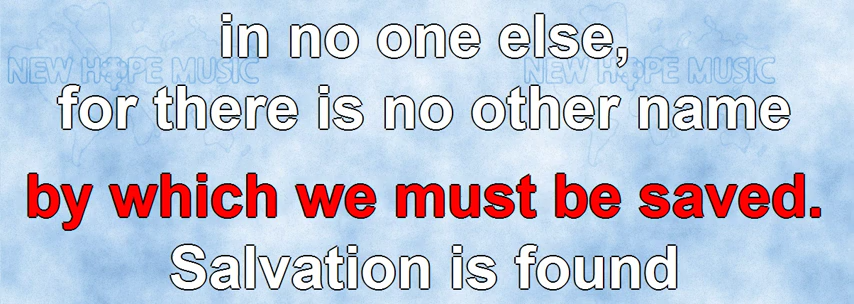 in no one else,
NEW HOPE MUSIC NEW HOPE MUSIC
for there is no other name
by which we must be saved.
Salvation is found